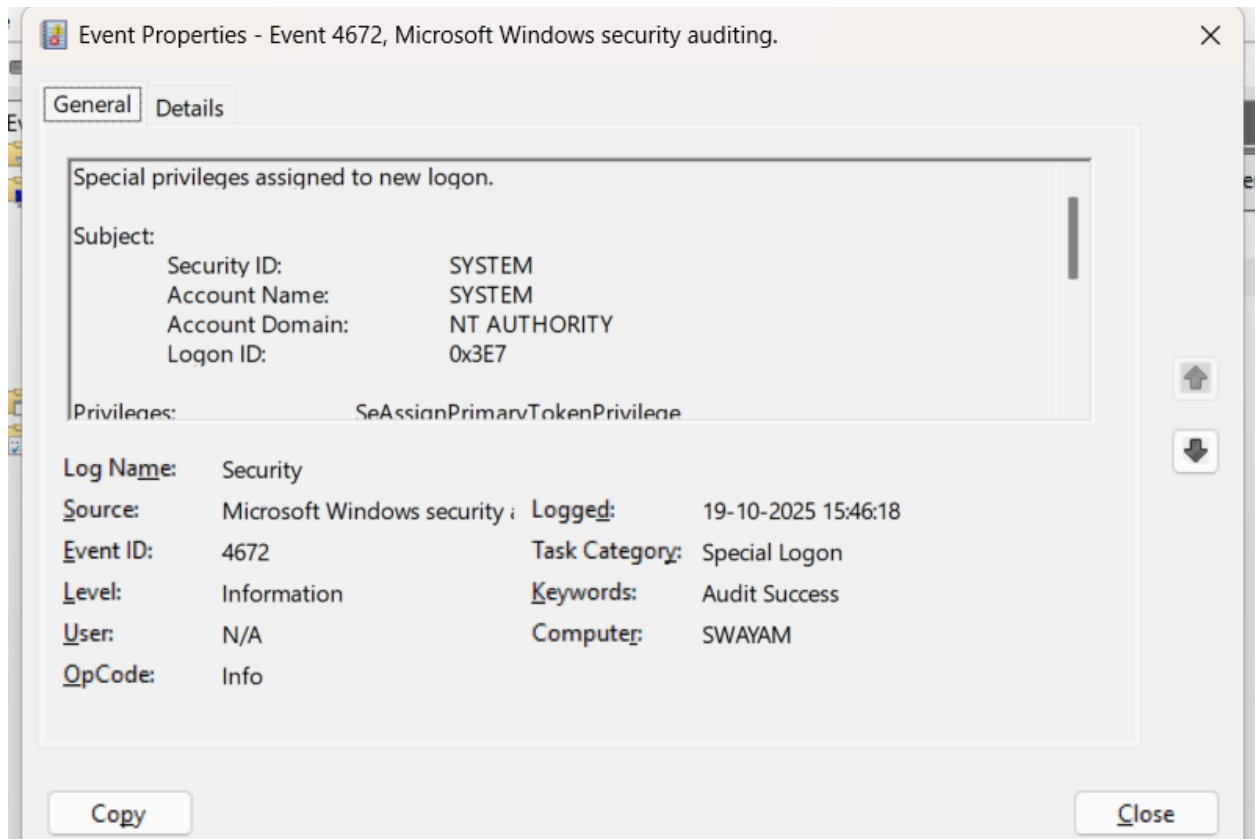 Event Properties - Event 4672, Microsoft Windows security auditing.
General Details
Special privileges assigned to new logon.
Subject:
Security ID: SYSTEM
Account Name: SYSTEM
Account Domain: NT AUTHORITY
Logon ID: 0x3E7
Privileges: SeAssignPrimaryTokenPrivilege
Log Name: Security
Source: Microsoft Windows security Logged: 19-10-2025 15:46:18
Event ID: 4672 Task Category: Special Logon
Level: Information Keywords: Audit Success
User: N/A Computer: SWAYAM
OpCode: Info
Copy Close